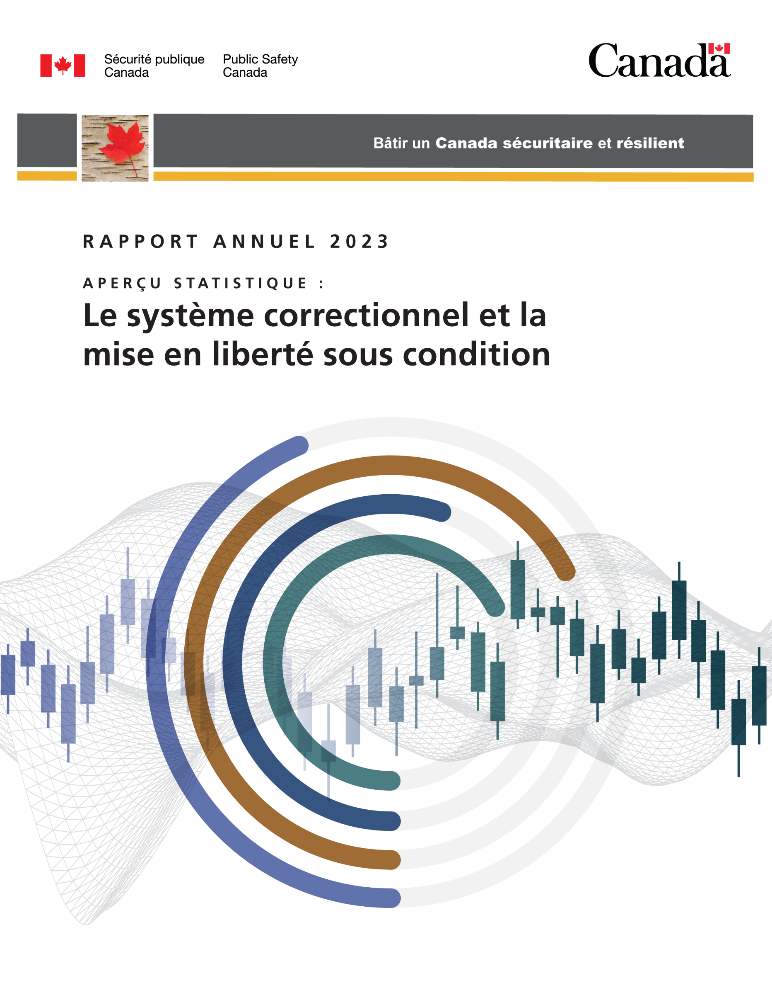 Sécurité publique
Canada
Public Safety
Canada
Canada
Bâtir un Canada sécuritaire et résilient
RAPPORT ANNUEL 2023
APERÇU STATISTIQUE :
Le système correctionnel et la
mise en liberté sous condition